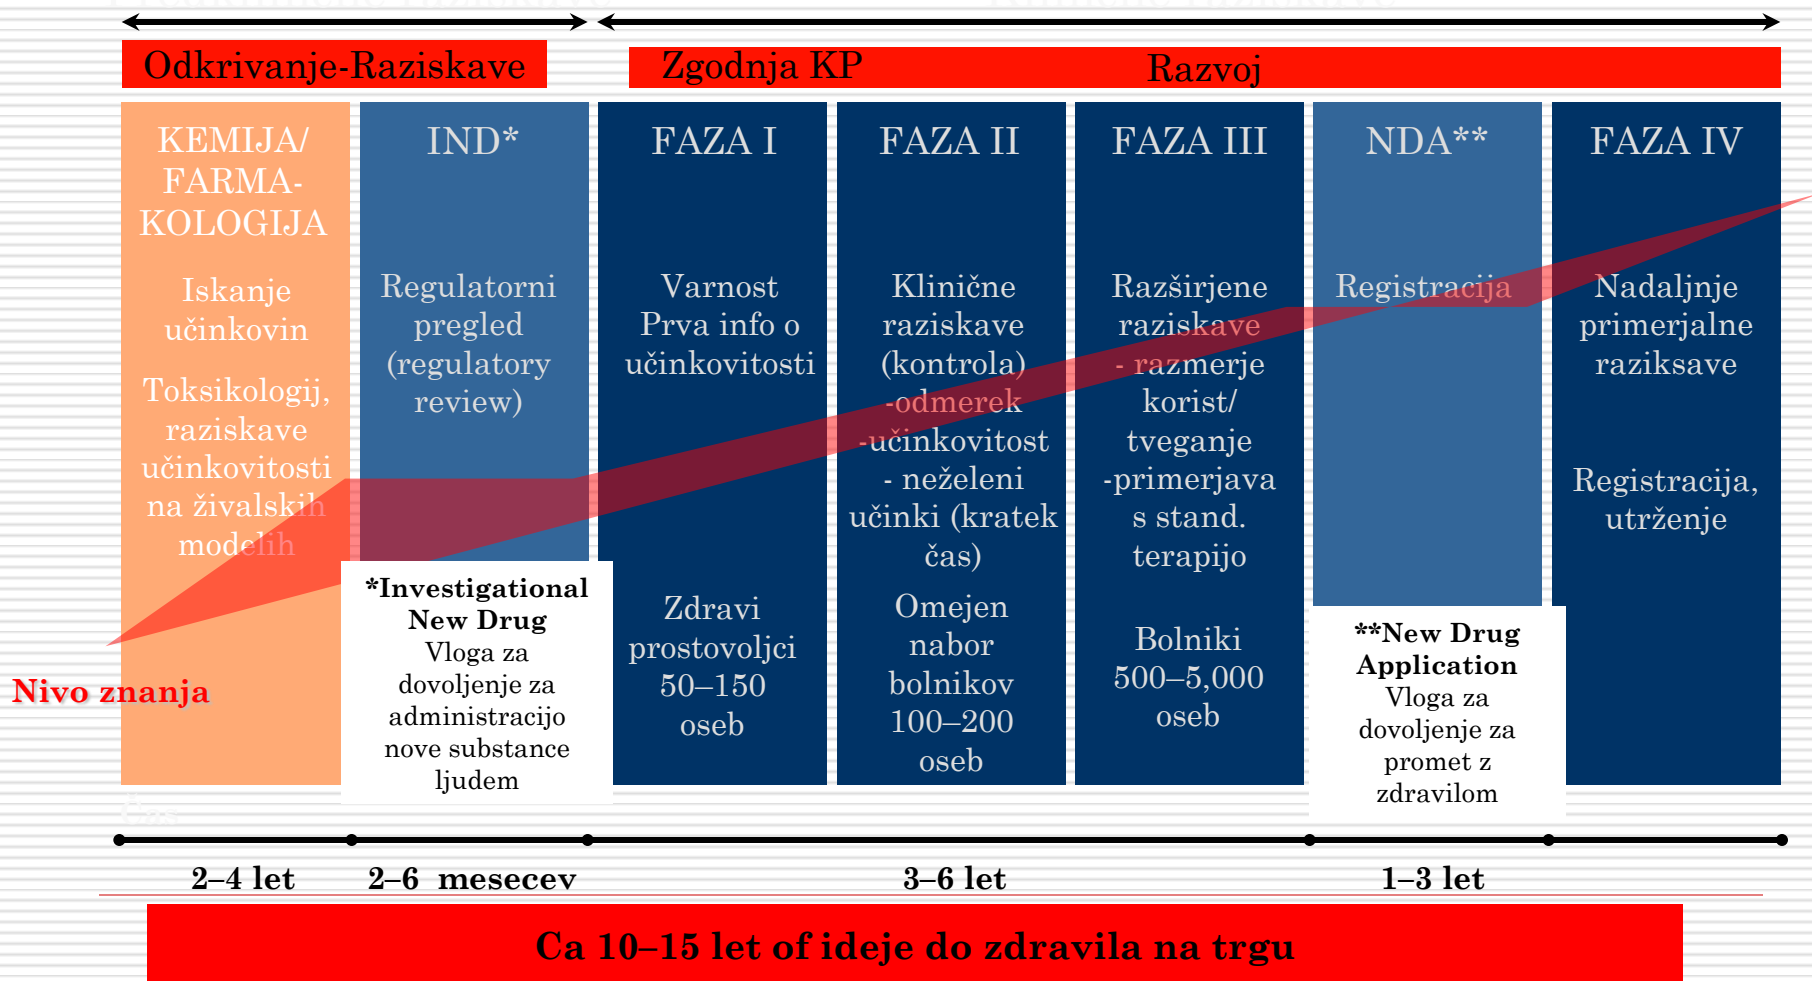 Predklinične Raziskave
Klinične Raziskave
Odkrivanje-Raziskave
Zgodnja KP
Razvoj
KEMIJA/
FARMA-
KOLOGIJA
Iskanje
učinkovin
Toksikologij,
raziskave
učinkovitosti
na živalskih
modelih
IND*
Regulatorni
pregled
(regulatory
review)
*Investigational
New Drug
Vloga za
dovoljenje za
administracijo
nove substance
ljudem
FAZA I
Varnost
Prva info o
učinkovitosti
Zdravi
prostovoljci
50–150
oseb
FAZA II
Klinične
raziskave
(kontrola)
-odmerek
-učinkovitost
- neželeni
učinki (kratek
čas)
Omejen
nabor
bolnikov
100–200
oseb
FAZA III
Razširjene
raziskave
- razmerje
korist/
tveganje
-primerjava
s stand.
terapijo
Bolniki
500–5,000
oseb
NDA**
Registracija
**New Drug
Application
Vloga za
dovoljenje za
promet z
zdravilom
FAZA IV
Nadaljnje
primerjalne
raziksave
Registracija,
utrženje
Nivo znanja
Čas
2–4 let
2–6 mesecev
3–6 let
1–3 let
Ca 10–15 let of ideje do zdravila na trgu